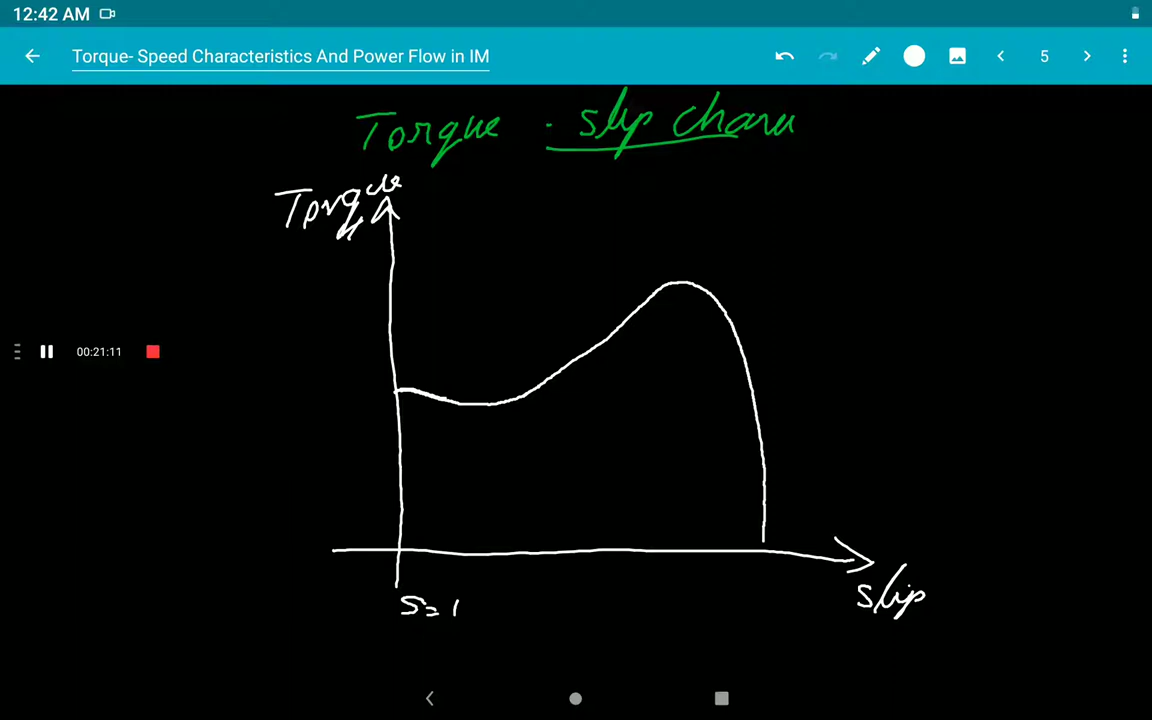 12:42 AM
Torque- Speed Characteristics And Power Flow in IM
5
Torque - slip chara
Torque
00:21:11
slip
S=1